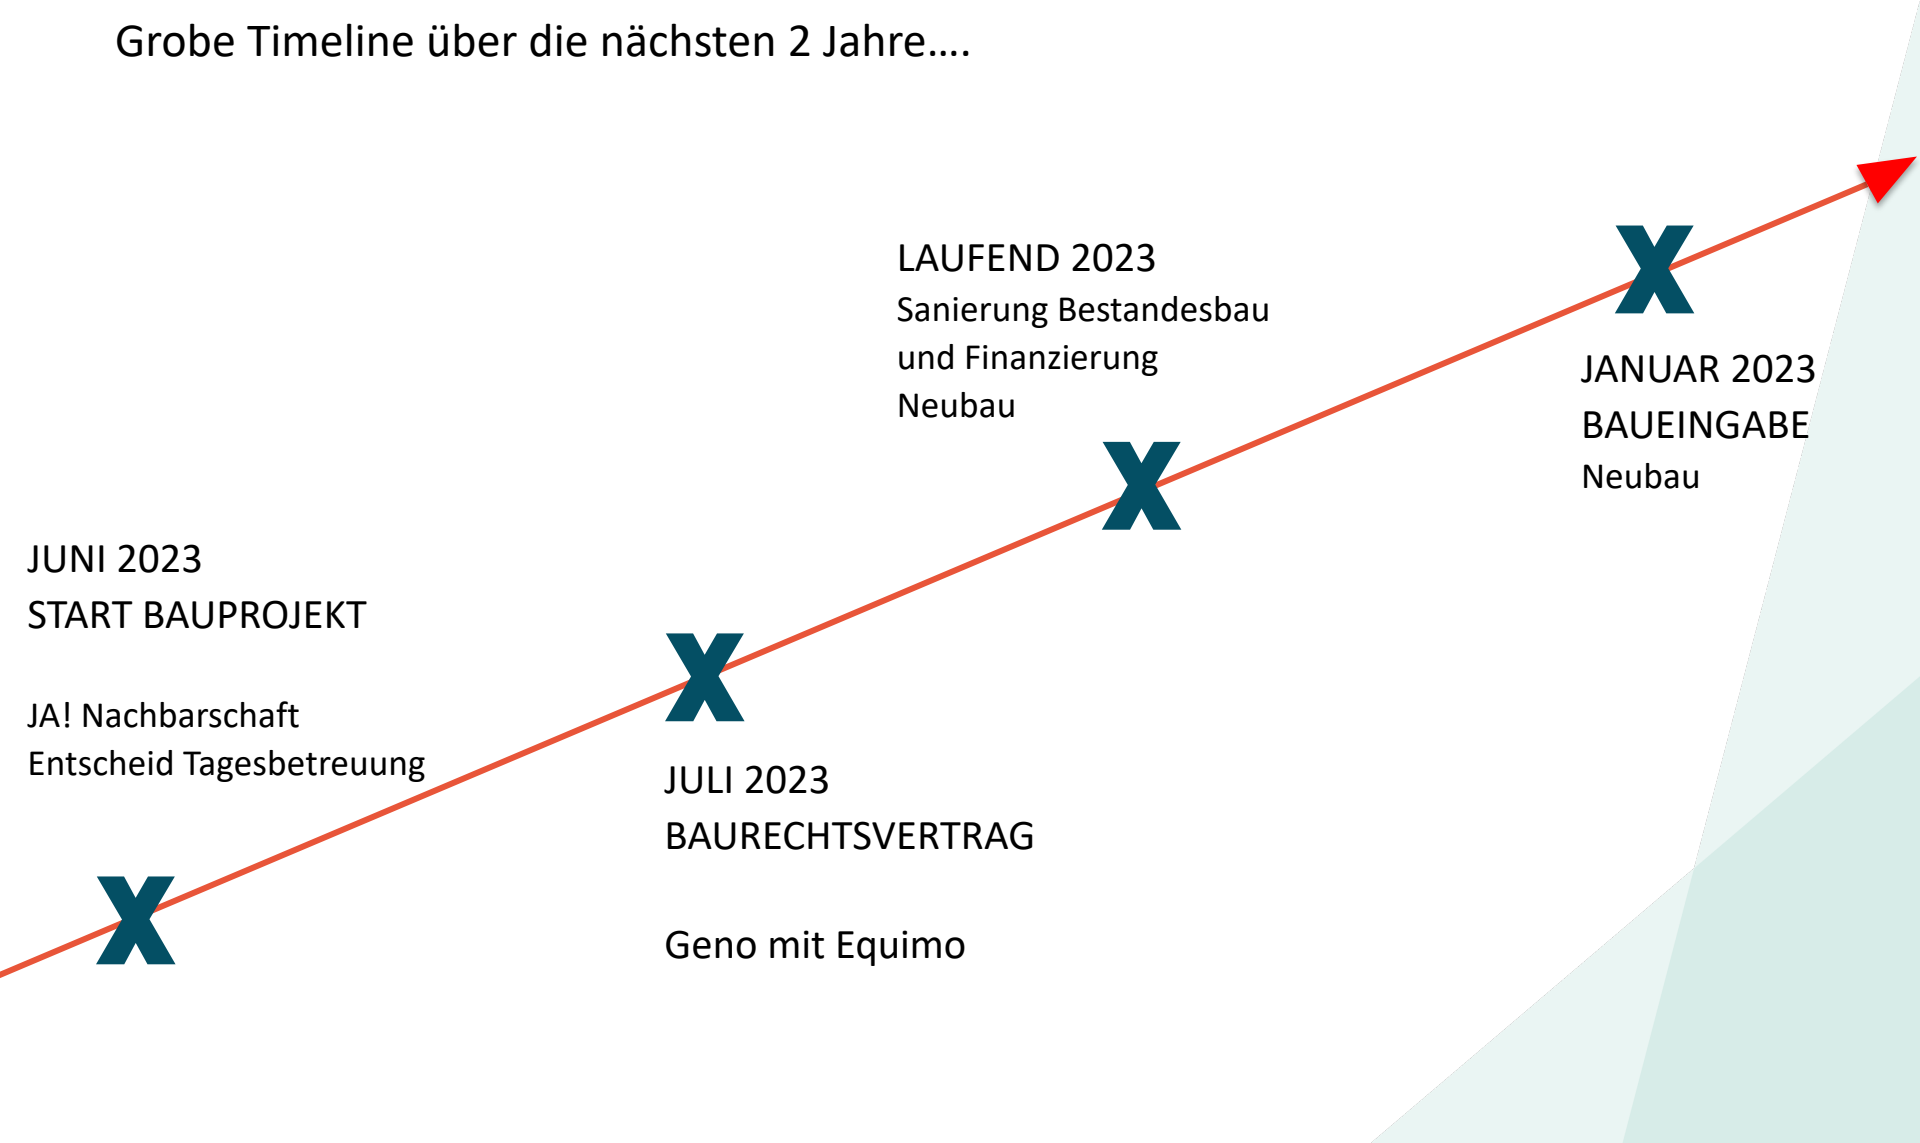 Grobe Timeline über die nächsten 2 Jahre....
JUNI 2023
START BAUPROJEKT
JA! Nachbarschaft
Entscheid Tagesbetreuung
JULI 2023
BAURECHTSVERTRAG
Geno mit Equimo
LAUFEND 2023
Sanierung Bestandesbau
und Finanzierung
Neubau
JANUAR 2023
BAUEINGABE
Neubau